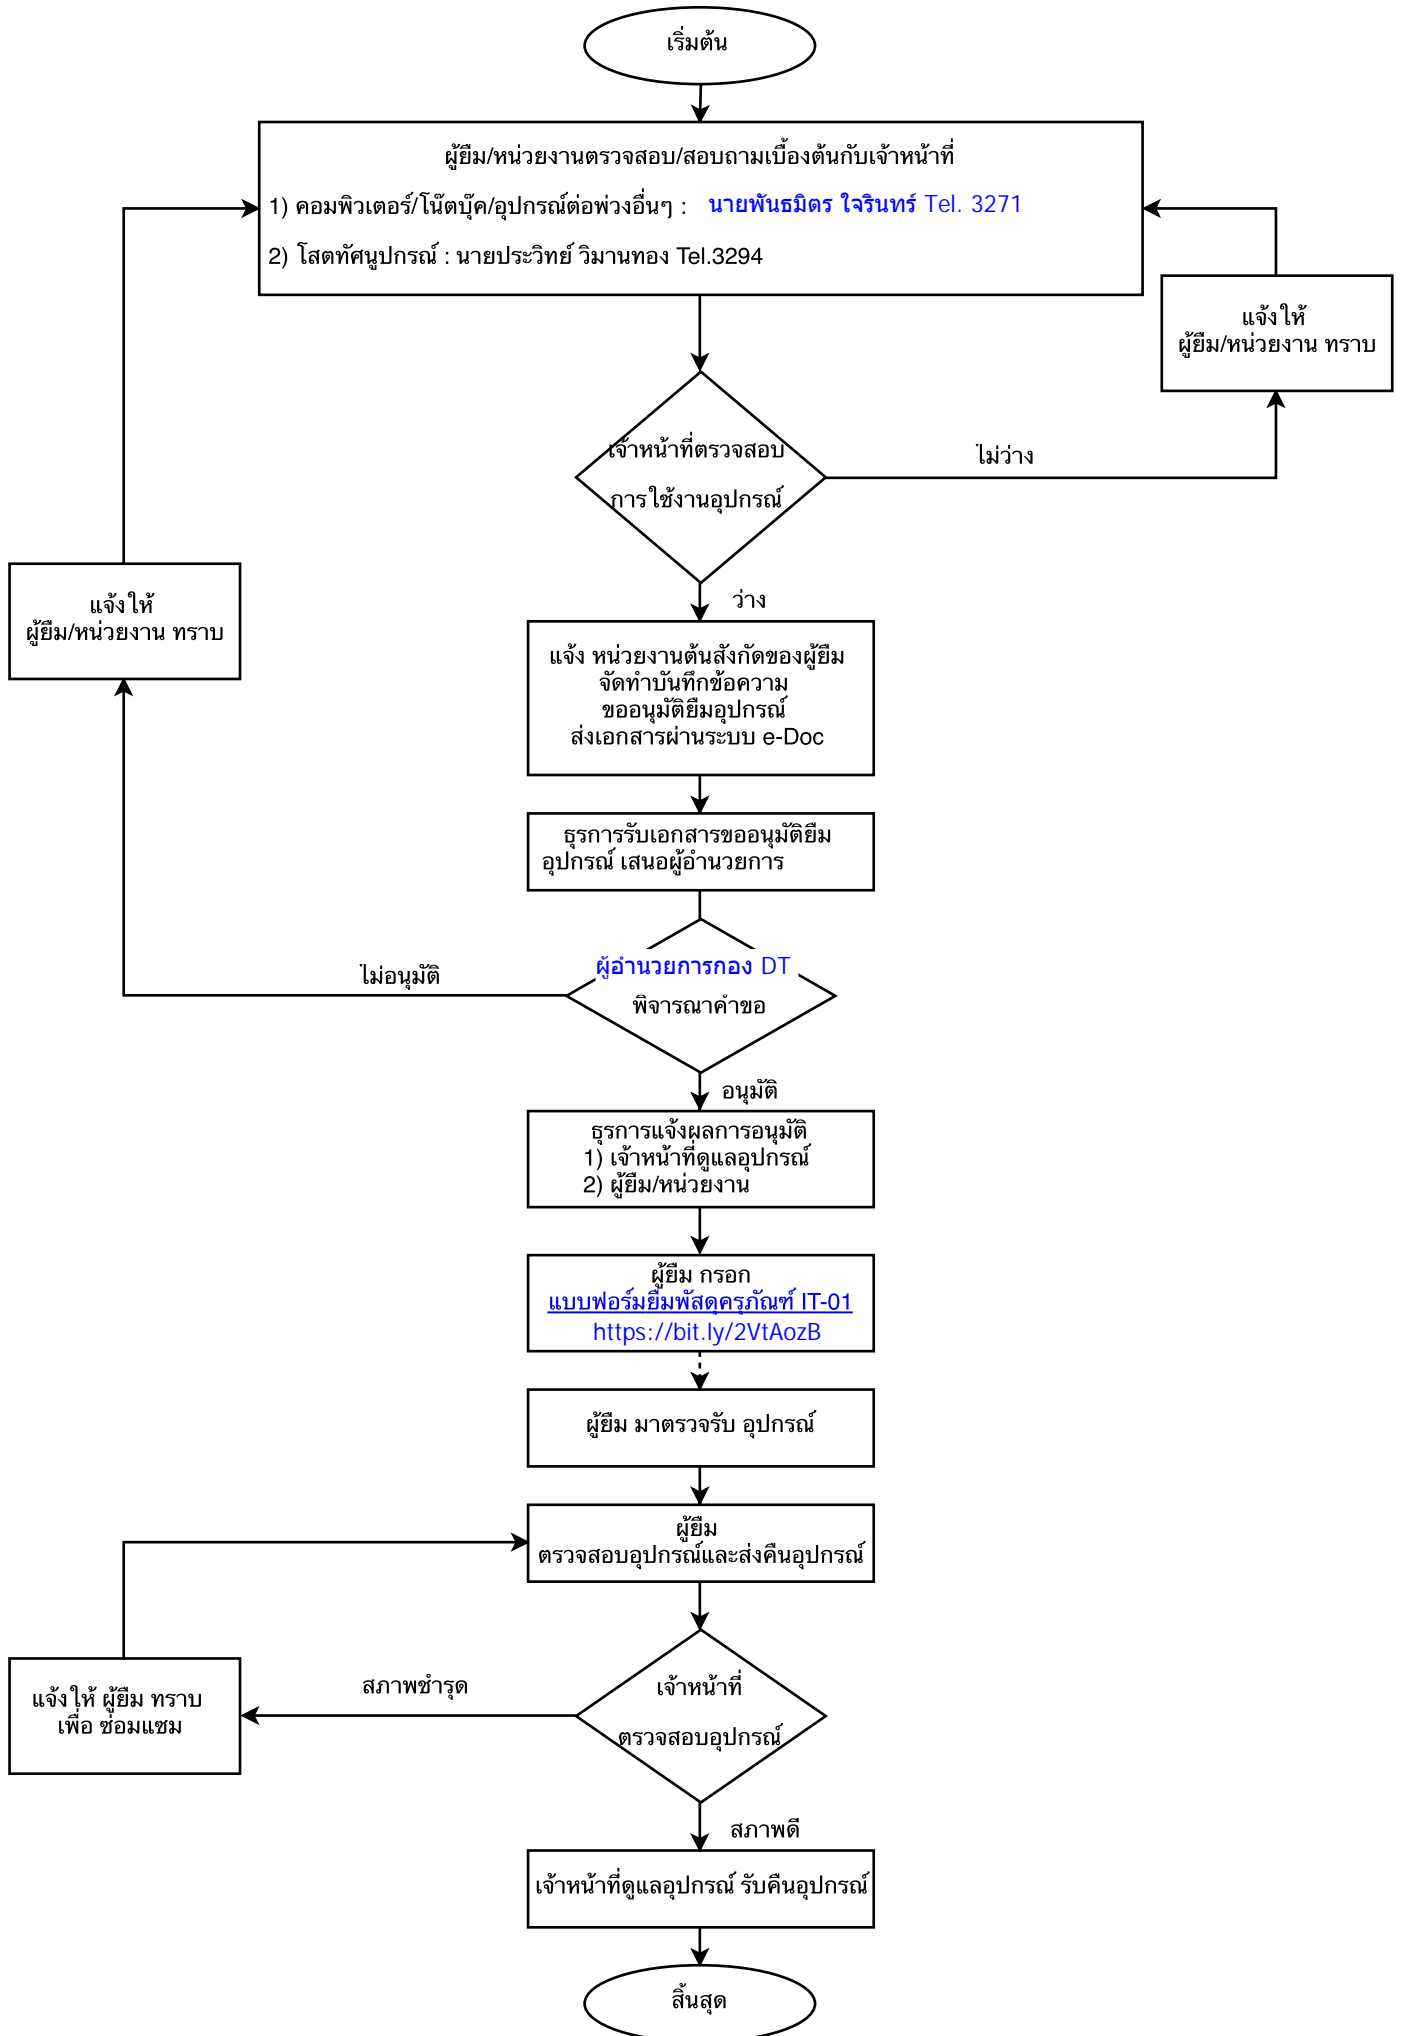 เริ่มต้น
ผู้ยืม/หน่วยงานตรวจสอบ/สอบถามเบื้องต้นกับเจ้าหน้าที่
1) คอมพิวเตอร์/โน๊ตบุ๊ค/อุปกรณ์ต่อพ่วงอื่นๆ : นายพันธมิตร ใจรินทร์ Tel. 3271
2) โสตทัศนูปกรณ์ : นายประวิทย์ วิมานทอง Tel.3294
แจ้งให้
ผู้ยืม/หน่วยงาน ทราบ
เจ้าหน้าที่ตรวจสอบ
การใช้งานอุปกรณ์
ไม่ว่าง
ว่าง
แจ้งให้
ผู้ยืม/หน่วยงาน ทราบ
แจ้ง หน่วยงานต้นสังกัดของผู้ยืม
จัดทำบันทึกข้อความ
ขออนุมัติยืมอุปกรณ์
ส่งเอกสารผ่านระบบ e-Doc
ธุรการรับเอกสารขออนุมัติยืม
อุปกรณ์ เสนอผู้อำนวยการ
ผู้อำนวยการกอง DT
พิจารณาคำขอ
ไม่อนุมัติ
อนุมัติ
ธุรการแจ้งผลการอนุมัติ
1) เจ้าหน้าที่ดูแลอุปกรณ์
2) ผู้ยืม/หน่วยงาน
ผู้ยืม กรอก
แบบฟอร์มยืมพัสดุครุภัณฑ์ IT-01
https://bit.ly/2VtAozB
ผู้ยืม มาตรวจรับ อุปกรณ์
ผู้ยืม
ตรวจสอบอุปกรณ์และส่งคืนอุปกรณ์
เจ้าหน้าที่
ตรวจสอบอุปกรณ์
สภาพชำรุด
แจ้งให้ ผู้ยืม ทราบ
เพื่อ ซ่อมแซม
สภาพดี
เจ้าหน้าที่ดูแลอุปกรณ์ รับคืนอุปกรณ์
สิ้นสุด